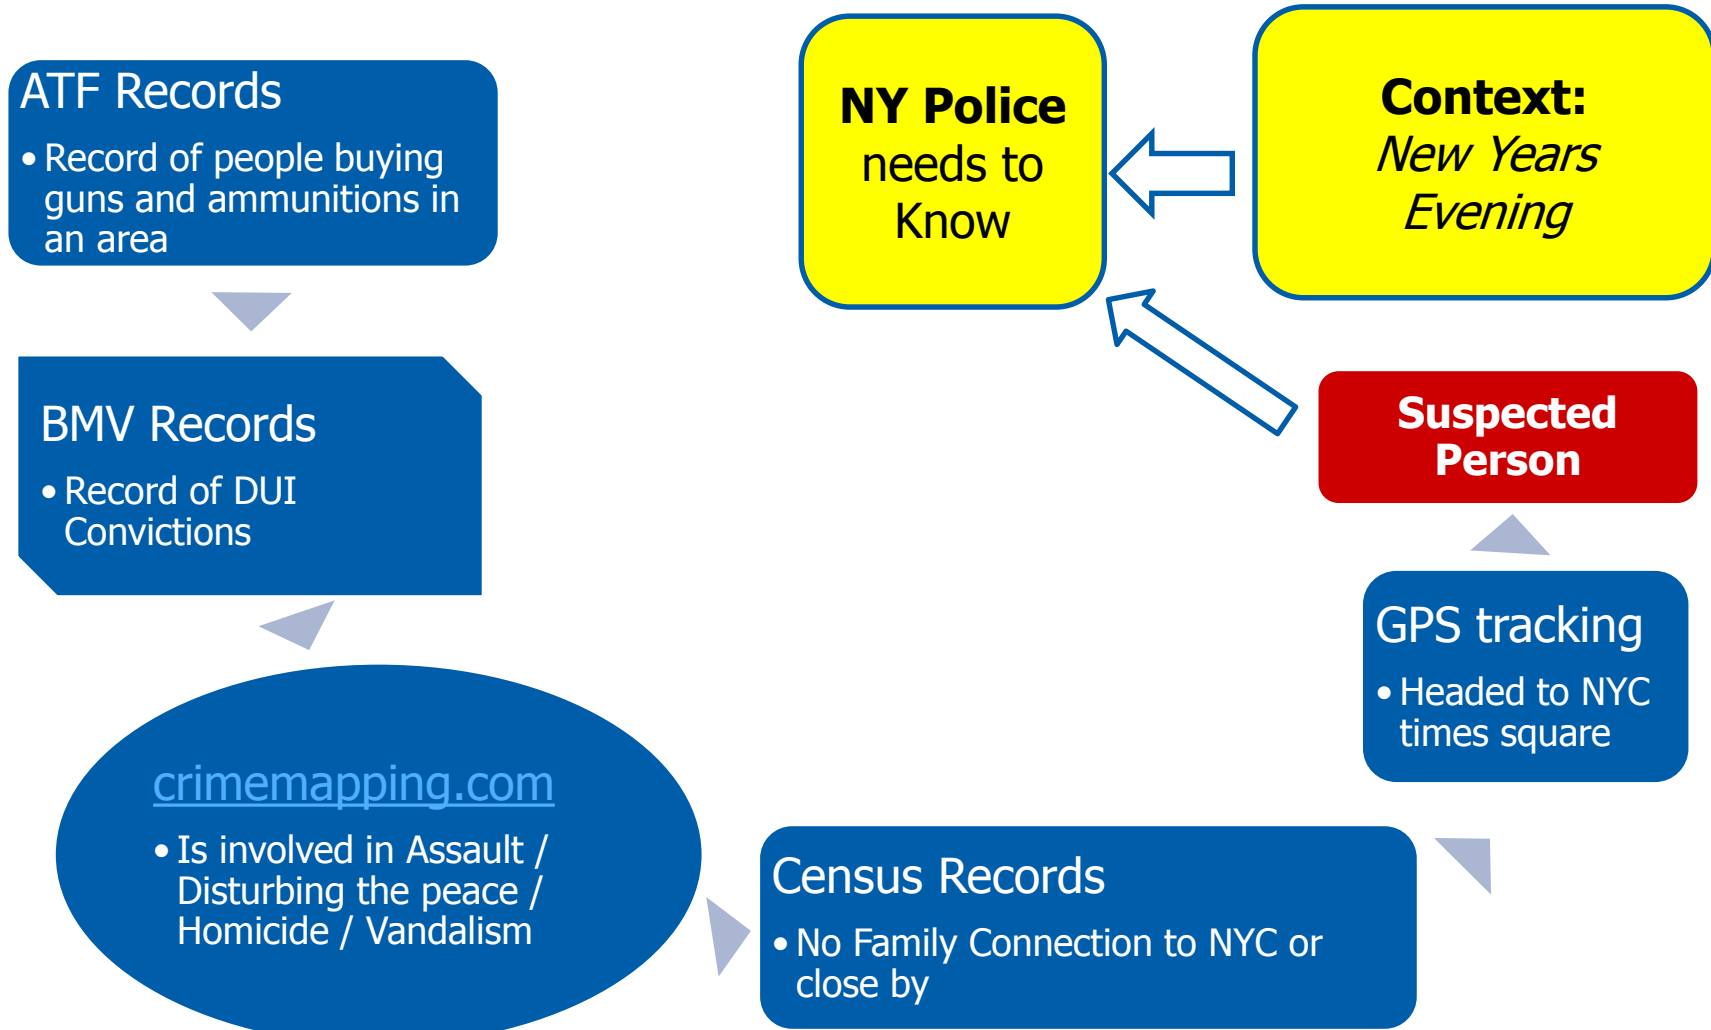 ATF Records
• Record of people buying
guns and ammunitions in
an area
BMV Records
• Record of DUI
Convictions
crimemapping.com
• Is involved in Assault /
Disturbing the peace /
Homicide / Vandalism
Census Records
• No Family Connection to NYC or
close by
GPS tracking
• Headed to NYC
times square
Suspected
Person
NY Police
needs to
Know
Context:
New Years
Evening